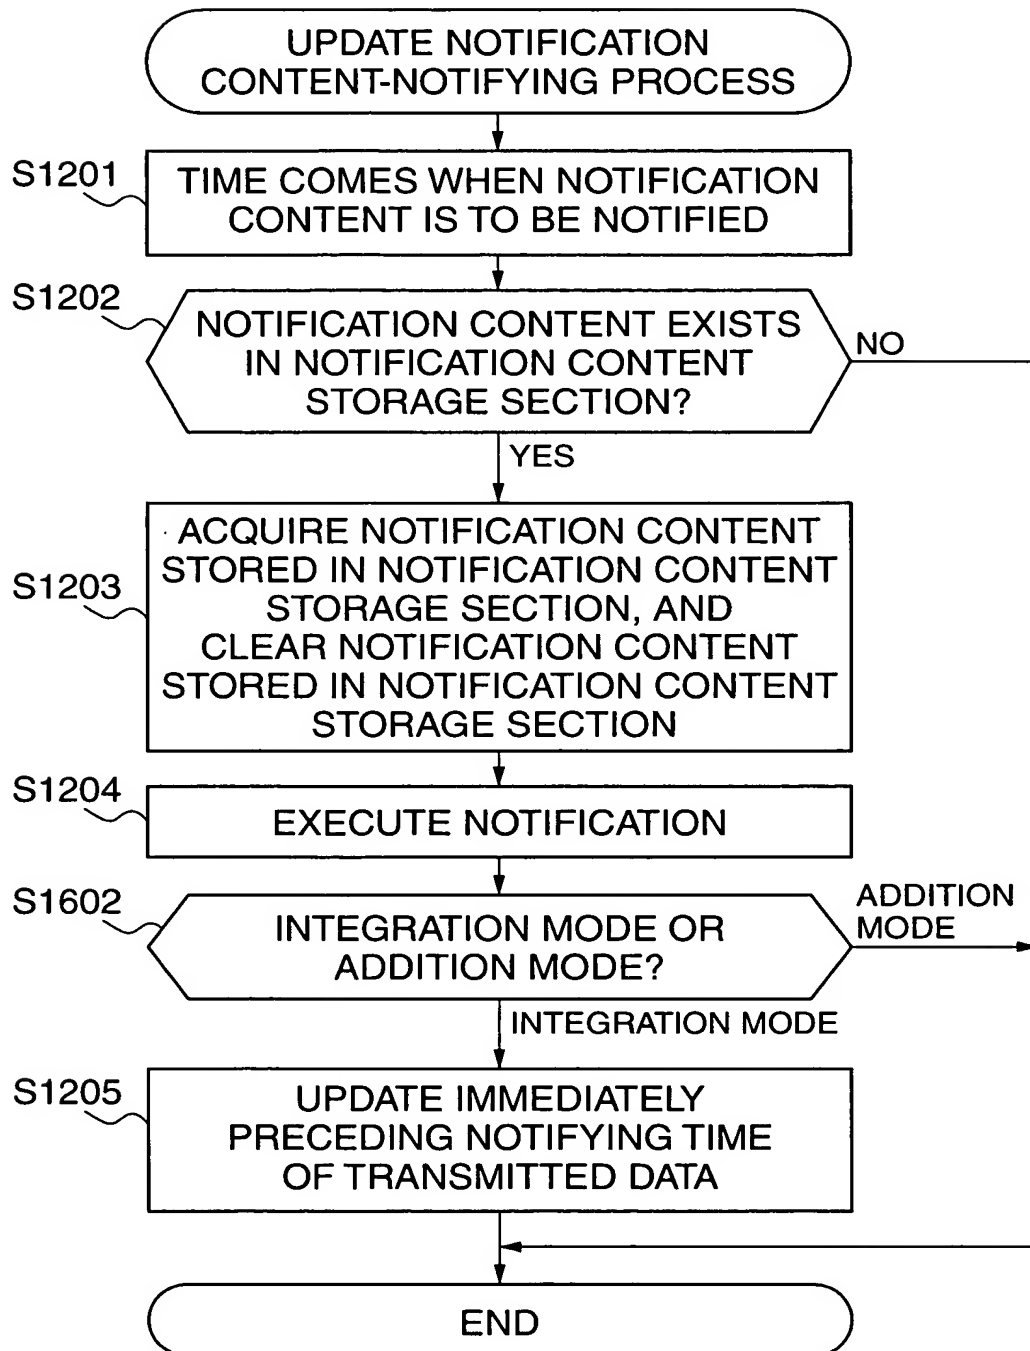 UPDATE NOTIFICATION
CONTENT-NOTIFYING PROCESS
S1201
TIME COMES WHEN NOTIFICATION
CONTENT IS TO BE NOTIFIED
S1202
NOTIFICATION CONTENT EXISTS
IN NOTIFICATION CONTENT
STORAGE SECTION?
NO
YES
S1203
ACQUIRE NOTIFICATION CONTENT
STORED IN NOTIFICATION CONTENT
STORAGE SECTION, AND
CLEAR NOTIFICATION CONTENT
STORED IN NOTIFICATION CONTENT
STORAGE SECTION
S1204
EXECUTE NOTIFICATION
S1602
INTEGRATION MODE OR
ADDITION MODE?
ADDITION
MODE
INTEGRATION MODE
S1205
UPDATE IMMEDIATELY
PRECEDING NOTIFYING TIME
OF TRANSMITTED DATA
END